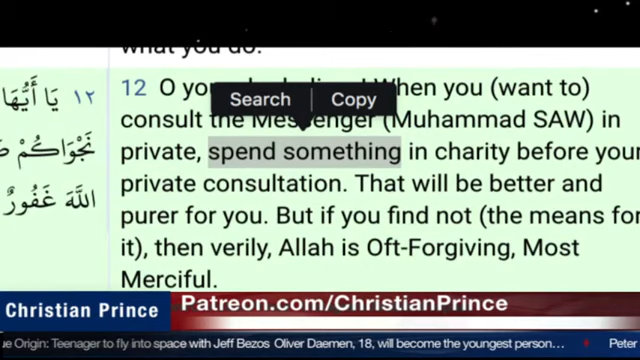 what you do.
12 O you When you (want to)
Search Copy
consult the Messenger (Muhammad SAW) in
private, spend something in charity before your
private consultation. That will be better and
purer for you. But if you find not (the means for
it), then verily, Allah is Oft-Forgiving, Most
Merciful.
١٢ يَا أَيُّهَا
نَجْوَاكُمْ صَ
اللَّهَ غَفُورٌ
Christian Prince
Patreon.com/ChristianPrince
ue Origin: Teenager to fly into space with Jeff Bezos Oliver Daemen, 18, will become the youngest person... Peter